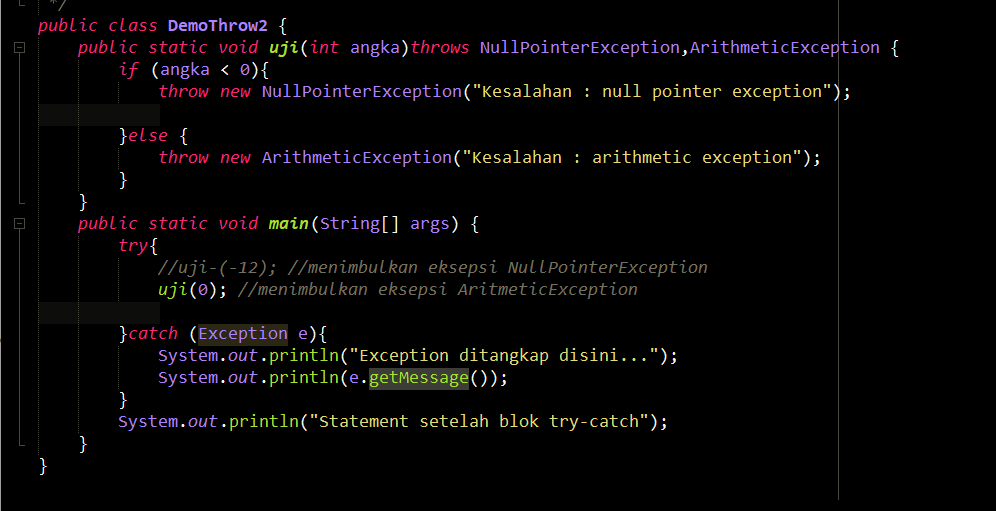 */
public class DemoThrow2 {
public static void uji(int angka)throws NullPointerException,ArithmeticException {
if (angka < 0){
throw new NullPointerException("Kesalahan : null pointer exception");
}else {
throw new ArithmeticException("Kesalahan : arithmetic exception");
}
}
public static void main(String[] args) {
try{
//uji-(-12); //menimbulkan eksepsi NullPointerException
uji(0); //menimbulkan eksepsi AritmeticException
}catch (Exception e){
System.out.println("Exception ditangkap disini...");
System.out.println(e.getMessage());
}
System.out.println("Statement setelah blok try-catch");
}
}